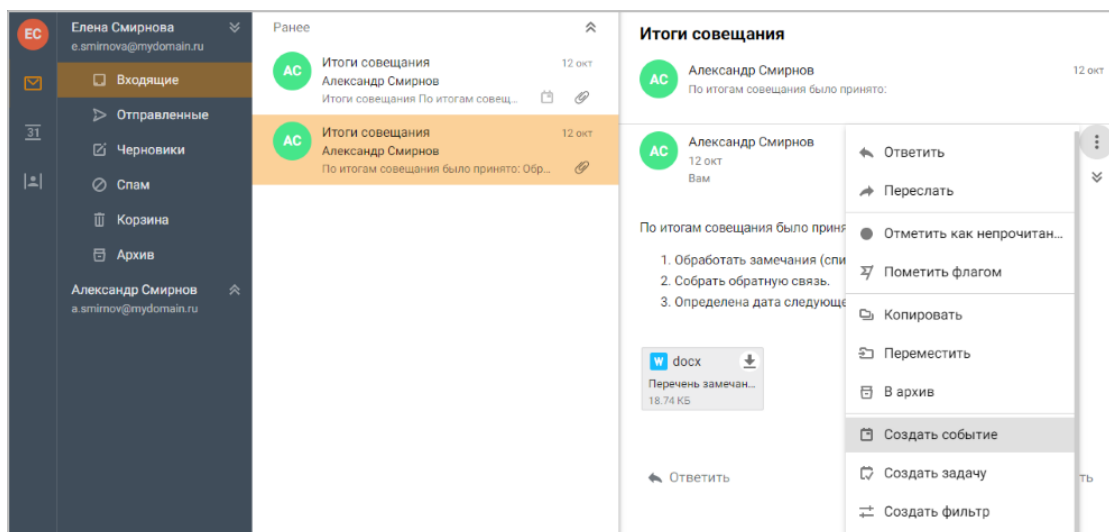 ЕС
Елена Смирнова
e.smirnova@mydomain.ru
31
Входящие
Отправленные
Черновики
Спам
Корзина
Архив
Александр Смирнов
a.smirnov@mydomain.ru
Ранее
АС
Итоги совещания
12 окт
Александр Смирнов
Итоги совещания По итогам совещ...
АС
Итоги совещания
12 окт
Александр Смирнов
По итогам совещания было принято: Обр...
Итоги совещания
АС
Александр Смирнов
12 окт
По итогам совещания было принято:
АС
Александр Смирнов
12 окт
Вам
По итогам совещания было приня
1. Обработать замечания (спи
2. Собрать обратную связь.
3. Определена дата следующе
W docx
Перечень замечан...
18.74 КБ
Ответить
ть
Ответить
Переслать
Отметить как непрочитан...
Пометить флагом
Копировать
Переместить
В архив
Создать событие
Создать задачу
Создать фильтр